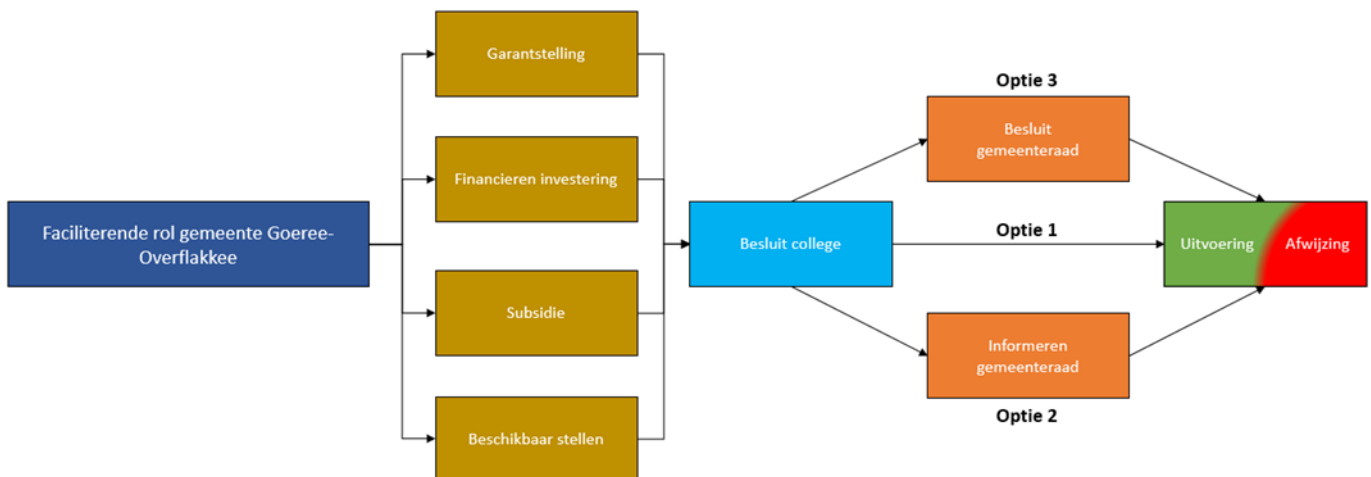 Faciliterende rol gemeente Goeree-
Overflakkee
Garantstelling
Financieren investering
Subsidie
Beschikbaar stellen
Besluit college
Optie 3
Besluit
gemeenteraad
Optie 1
Informeren
gemeenteraad
Optie 2
Uitvoering
Afwijzing